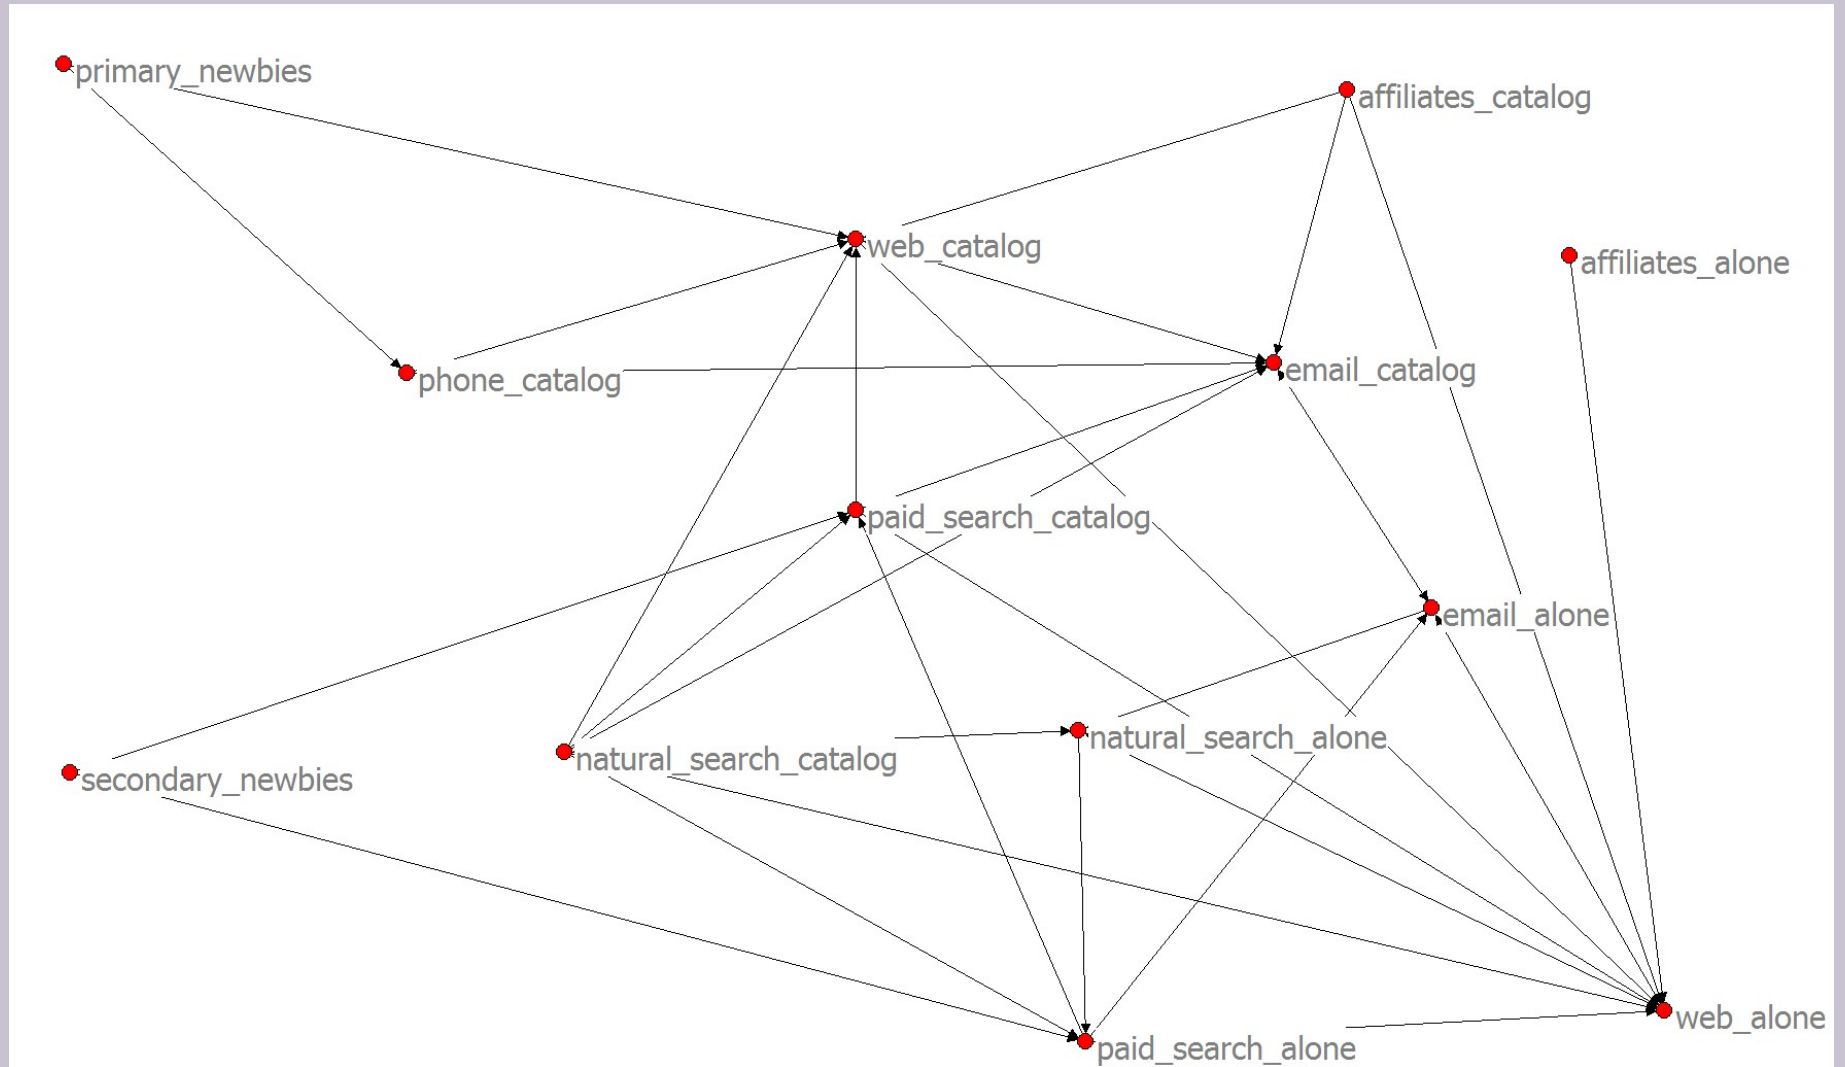 primary_newbies
affiliates_catalog
web_catalog
affiliates_alone
phone_catalog
email_catalog
paid_search_catalog
email_alone
natural_search_alone
natural_search_catalog
secondary_newbies
web_alone
paid_search_alone